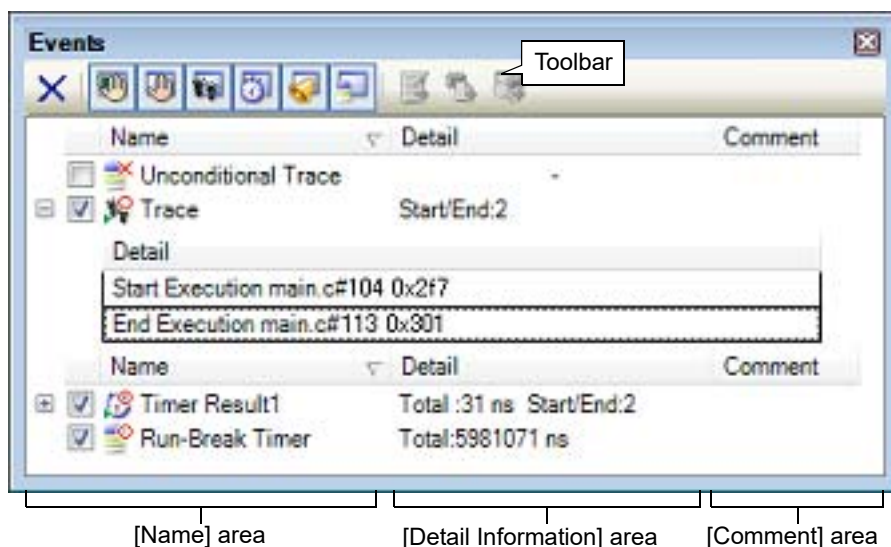 Events
Toolbar
Name Detail Comment
Unconditional Trace -
Trace Start/End:2
Detail
Start Execution main.c#104 0x2f7
End Execution main.c#113 0x301
Name Detail Comment
Timer Result1 Total :31 ns Start/End:2
Run-Break Timer Total:5981071 ns
[Name] area [Detail Information] area [Comment] area